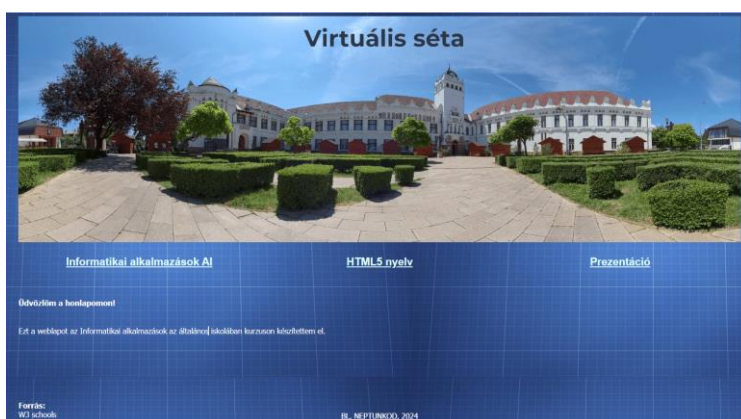 Virtuális séta
Informatikai alkalmazások AI
HTML5 nyelv
Prezentáció
Üdvözlöm a honlapomon!
Ezt a weblapot az Informatikai alkalmazások az általános iskolában kurzuson készítettem el.
Forrás:
W3 schools
BL, NEPTUNKOD, 2024